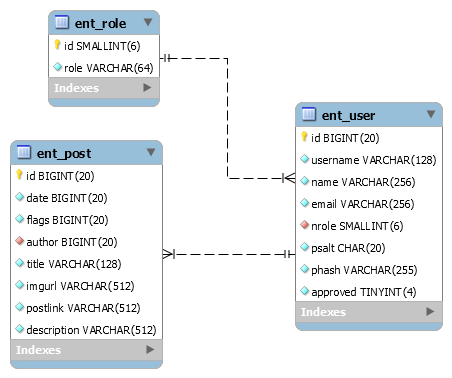 ent_role
id SMALLINT(6)
role VARCHAR(64)
Indexes
ent_user
id BIGINT(20)
username VARCHAR(128)
name VARCHAR(256)
email VARCHAR(256)
nrole SMALLINT(6)
psalt CHAR(20)
phash VARCHAR(255)
approved TINYINT(4)
Indexes
ent_post
id BIGINT(20)
date BIGINT(20)
flags BIGINT(20)
author BIGINT(20)
title VARCHAR(128)
imgurl VARCHAR(512)
postlink VARCHAR(512)
description VARCHAR(512)
Indexes